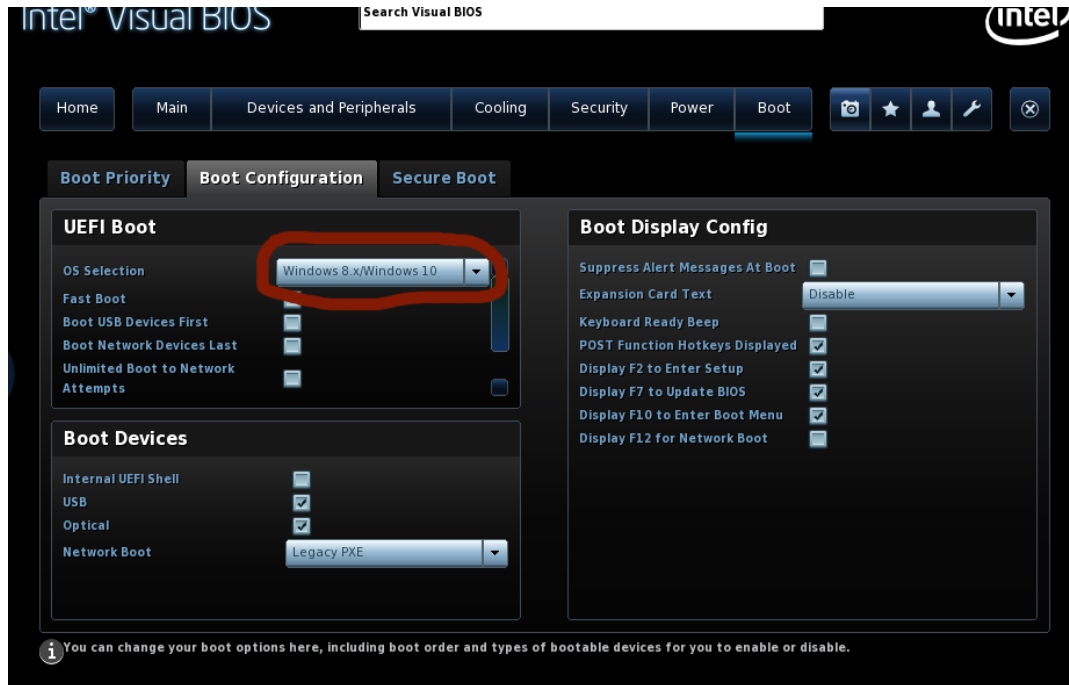 intel® Visual BIOS
Search Visual BIOS
(intel)
Home Main Devices and Peripherals Cooling Security Power Boot
Boot Priority Boot Configuration Secure Boot
UEFI Boot
OS Selection Windows 8.x/Windows 10
Fast Boot
Boot USB Devices First
Boot Network Devices Last
Unlimited Boot to Network
Attempts
Boot Devices
Internal UEFI Shell
USB
Optical
Network Boot Legacy PXE
Boot Display Config
Suppress Alert Messages At Boot
Expansion Card Text Disable
Keyboard Ready Beep
POST Function Hotkeys Displayed
Display F2 to Enter Setup
Display F7 to Update BIOS
Display F10 to Enter Boot Menu
Display F12 for Network Boot
You can change your boot options here, including boot order and types of bootable devices for you to enable or disable.